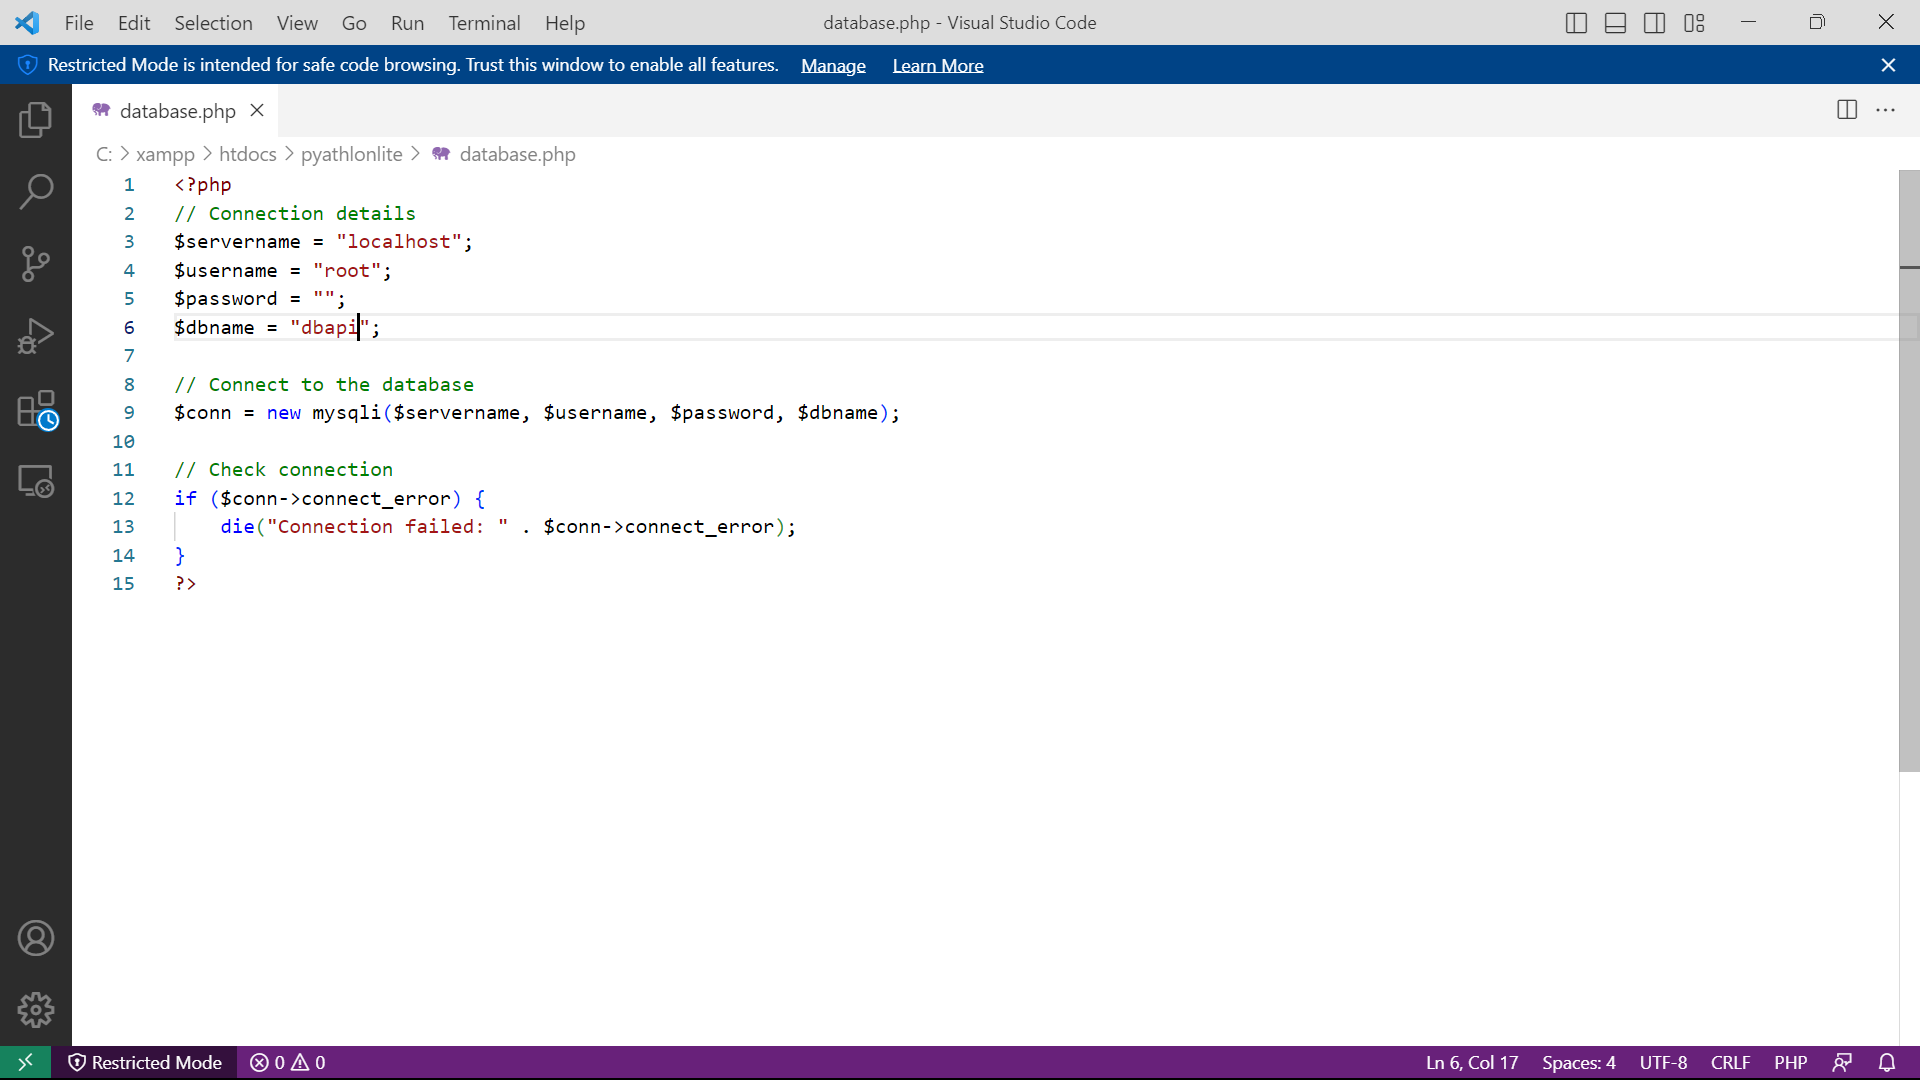 File Edit Selection View Go Run Terminal Help database.php - Visual Studio Code
Restricted Mode is intended for safe code browsing. Trust this window to enable all features. Manage Learn More
database.php
C: > xampp > htdocs > pyathlonlite > database.php
1 <?php
2 // Connection details
3 $servername = "localhost";
4 $username = "root";
5 $password = "";
6 $dbname = "dbapi";
7
8 // Connect to the database
9 $conn = new mysqli($servername, $username, $password, $dbname);
10
11 // Check connection
12 if ($conn->connect_error) {
13     die("Connection failed: " . $conn->connect_error);
14 }
15 ?>
Restricted Mode 0 0 Ln 6, Col 17 Spaces: 4 UTF-8 CRLF PHP